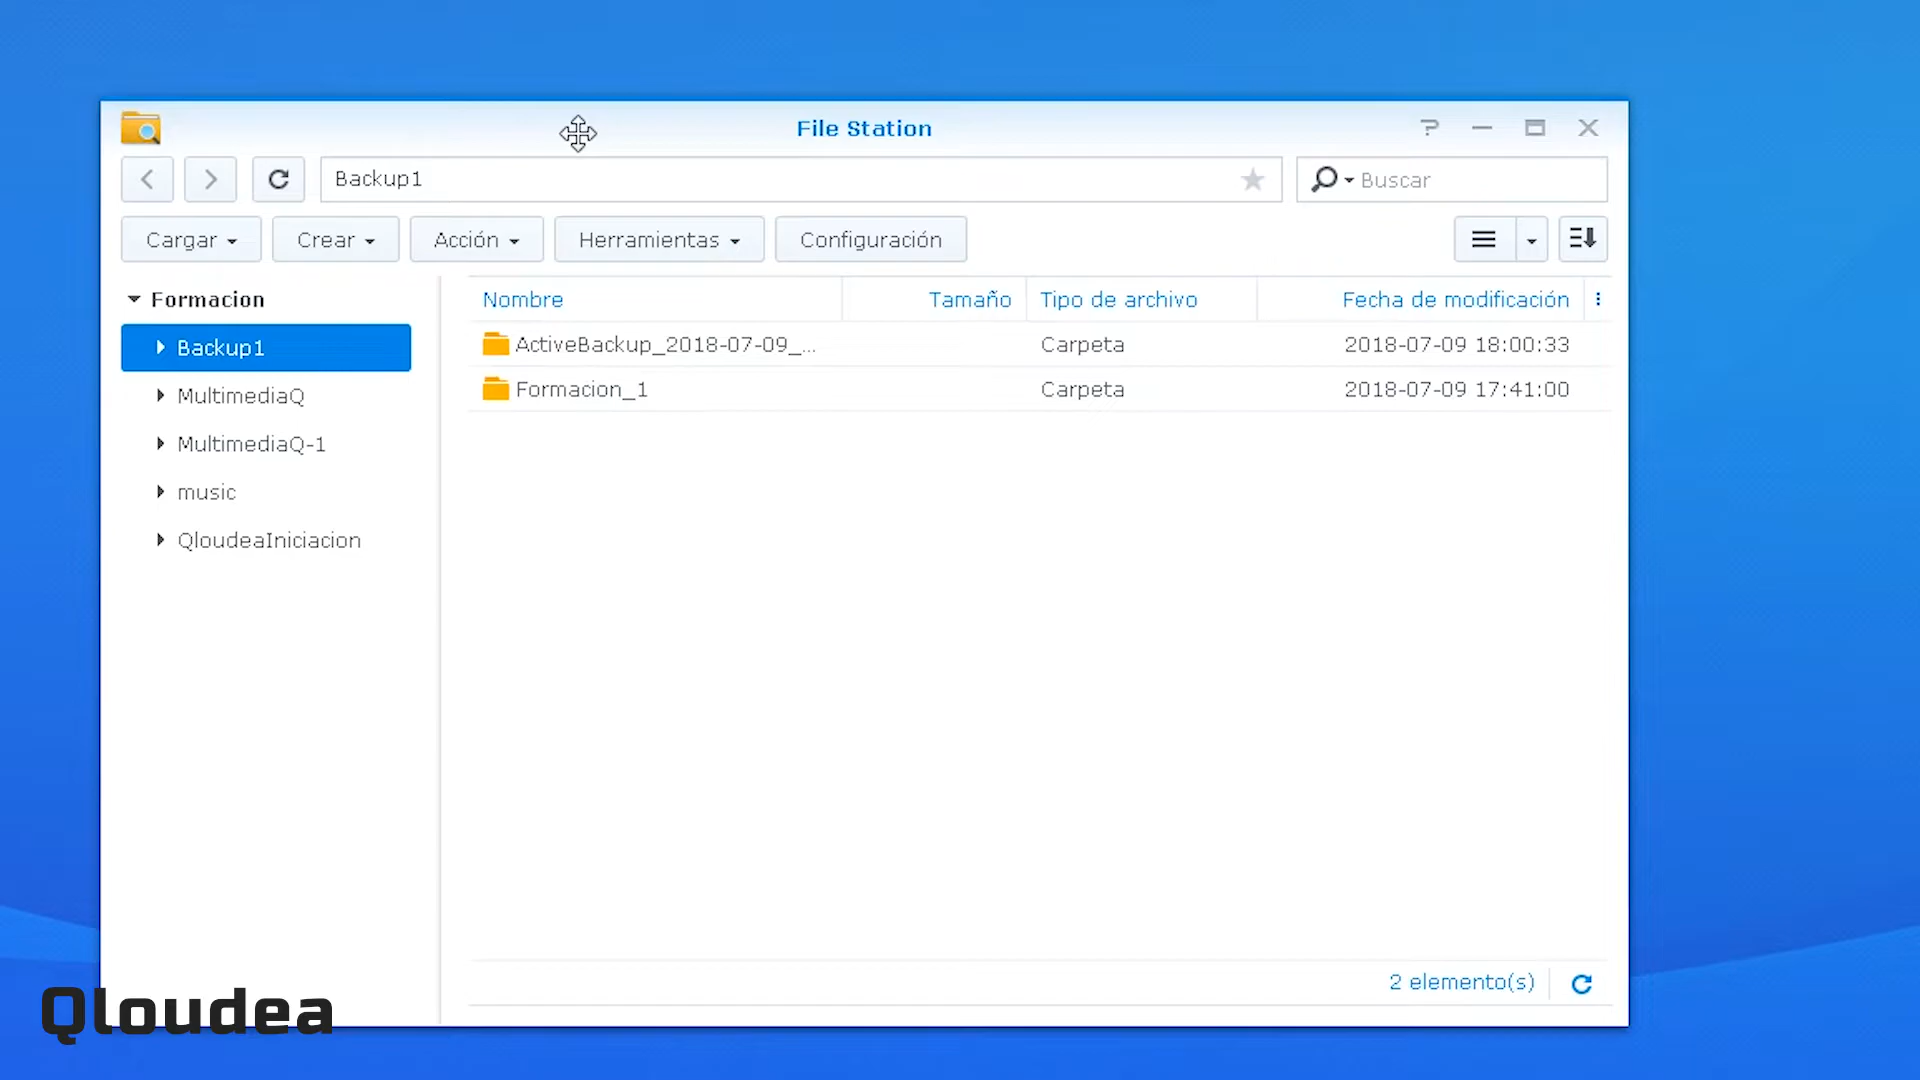 File Station
Backup1
Buscar
Cargar
Crear
Acción
Herramientas
Configuración
Formacion
Backup1
MultimediaQ
MultimediaQ-1
music
QloudeaIniciacion
Nombre
Tamaño
Tipo de archivo
Fecha de modificación
ActiveBackup_2018-07-09_...
Carpeta
2018-07-09 18:00:33
Formacion_1
Carpeta
2018-07-09 17:41:00
2 elemento(s)
Qloudea